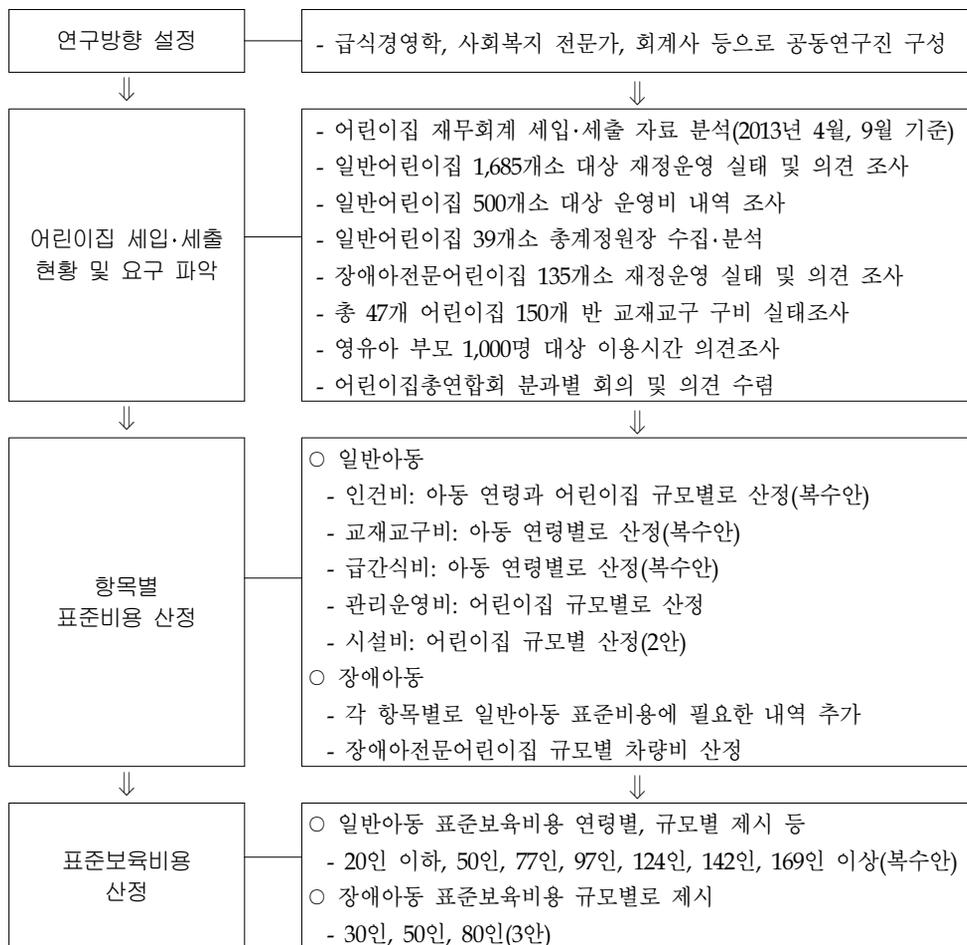 연구방향 설정
- 급식경영학, 사회복지 전문가, 회계사 등으로 공동연구진 구성
⇓
⇓
어린이집 세입·세출
현황 및 요구 파악
- 어린이집 재무회계 세입·세출 자료 분석(2013년 4월, 9월 기준)
- 일반어린이집 1,685개소 대상 재정운영 실태 및 의견 조사
- 일반어린이집 500개소 대상 운영비 내역 조사
- 일반어린이집 39개소 총계정원장 수집·분석
- 장애아전문어린이집 135개소 재정운영 실태 및 의견 조사
- 총 47개 어린이집 150개 반 교재교구 구비 실태조사
- 영유아 부모 1,000명 대상 이용시간 의견조사
- 어린이집총연합회 분과별 회의 및 의견 수렴
⇓
⇓
항목별
표준비용 산정
○ 일반아동
- 인건비: 아동 연령과 어린이집 규모별로 산정(복수안)
- 교재교구비: 아동 연령별로 산정(복수안)
- 급간식비: 아동 연령별로 산정(복수안)
- 관리운영비: 어린이집 규모별로 산정
- 시설비: 어린이집 규모별 산정(2안)
○ 장애아동
- 각 항목별로 일반아동 표준비용에 필요한 내역 추가
- 장애아전문어린이집 규모별 차량비 산정
⇓
⇓
표준보육비용
산정
○ 일반아동 표준보육비용 연령별, 규모별 제시 등
- 20인 이하, 50인, 77인, 97인, 124인, 142인, 169인 이상(복수안)
○ 장애아동 표준보육비용 규모별로 제시
- 30인, 50인, 80인(3안)